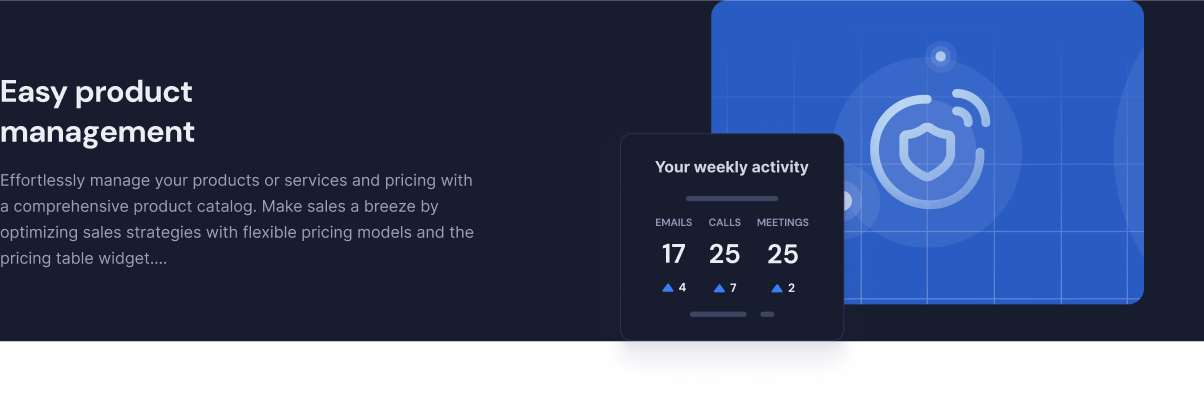 Easy product
management
Effortlessly manage your products or services and pricing with
a comprehensive product catalog. Make sales a breeze by
optimizing sales strategies with flexible pricing models and the
pricing table widget....
Your weekly activity
EMAILS CALLS MEETINGS
17 25 25
4 7 2